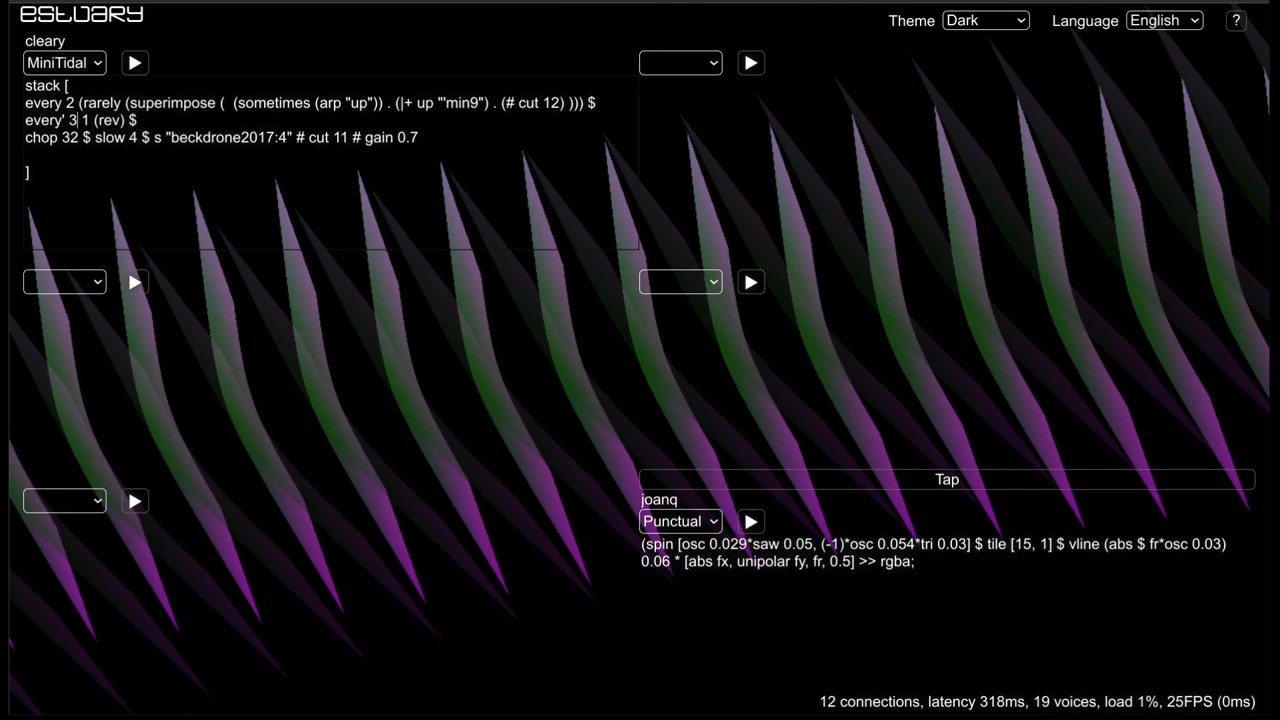 estuary
Theme Dark Language English ?
cleary
MiniTidal
stack [
every 2 (rarely (superimpose (  (sometimes (arp "up")) . (|+ up "'min9") . (# cut 12) ))) $
every' 3 1 (rev) $
chop 32 $ slow 4 $ s "beckdrone2017:4" # cut 11 # gain 0.7
]
Tap
joanq
Punctual
(spin [osc 0.029*saw 0.05, (-1)*osc 0.054*tri 0.03] $ tile [15, 1] $ vline (abs $ fr*osc 0.03)
0.06 * [abs fx, unipolar fy, fr, 0.5] >> rgba;
12 connections, latency 318ms, 19 voices, load 1%, 25FPS (0ms)